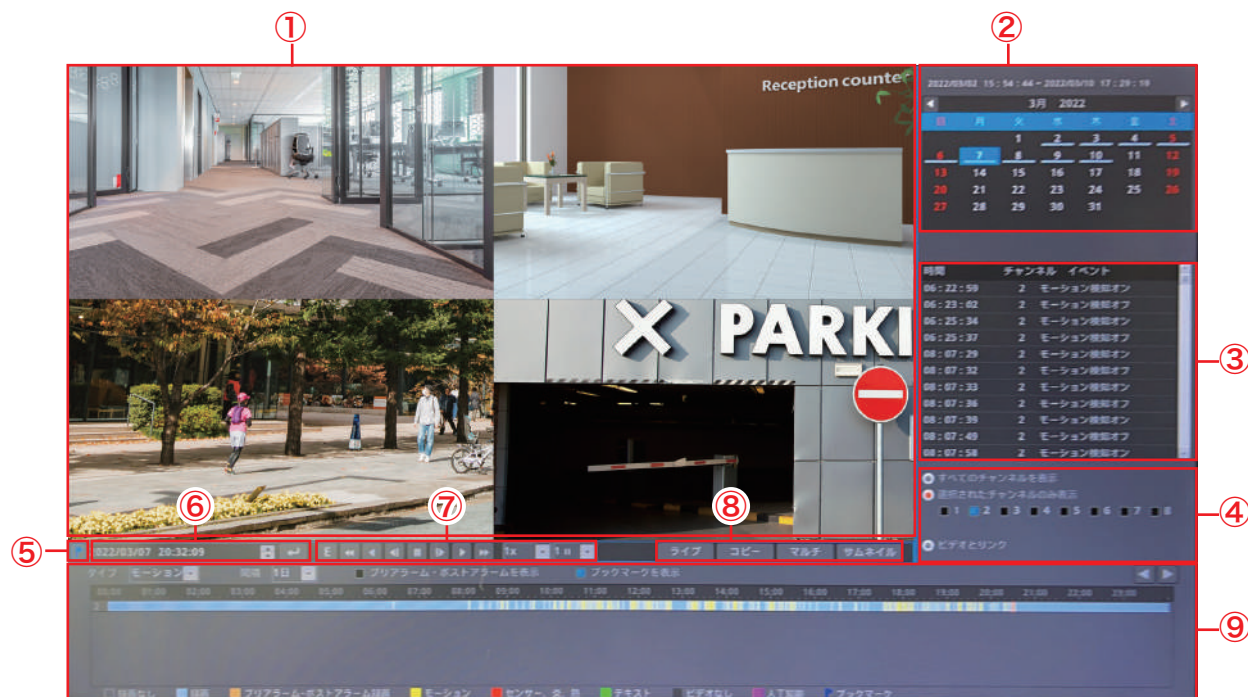 ①
②
Reception counte
2022/03/02 15:54:44 ~ 2022/03/10 17:29:19
3月 2022
日 月 火 水 木 金 土
1 2 3 4 5
6 7 8 9 10 11 12
13 14 15 16 17 18 19
20 21 22 23 24 25 26
27 28 29 30 31
時間 チャンネル イベント
06:22:59 2 モーション検知オン
06:23:02 2 モーション検知オフ
06:25:34 2 モーション検知オン
06:25:37 2 モーション検知オフ
08:07:29 2 モーション検知オン
08:07:32 2 モーション検知オフ
08:07:33 2 モーション検知オン
08:07:36 2 モーション検知オフ
08:07:39 2 モーション検知オン
08:07:49 2 モーション検知オフ
08:07:58 2 モーション検知オン
③
PARKI
すべてのチャンネルを表示
選択されたチャンネルのみ表示
1 2 3 4 5 6 7 8
ビデオとリンク
④
⑥
⑦
⑧
⑤
2022/03/07 20:32:09
E
1x
1
ライブ コピー マルチ サムネイル
タイプ モーション 間隔 1日 プリアラーム・ポストアラームを表示 ブックマークを表示
00:00 01:00 02:00 03:00 04:00 05:00 06:00 07:00 08:00 09:00 10:00 11:00 12:00 13:00 14:00 15:00 16:00 17:00 18:00 19:00 20:00 21:00 22:00 23:00
2
⑨
録画なし 録画 プリアラーム・ポストアラーム録画 モーション センサー、炎、熱 テキスト ビデオなし 人工知能 ブックマーク